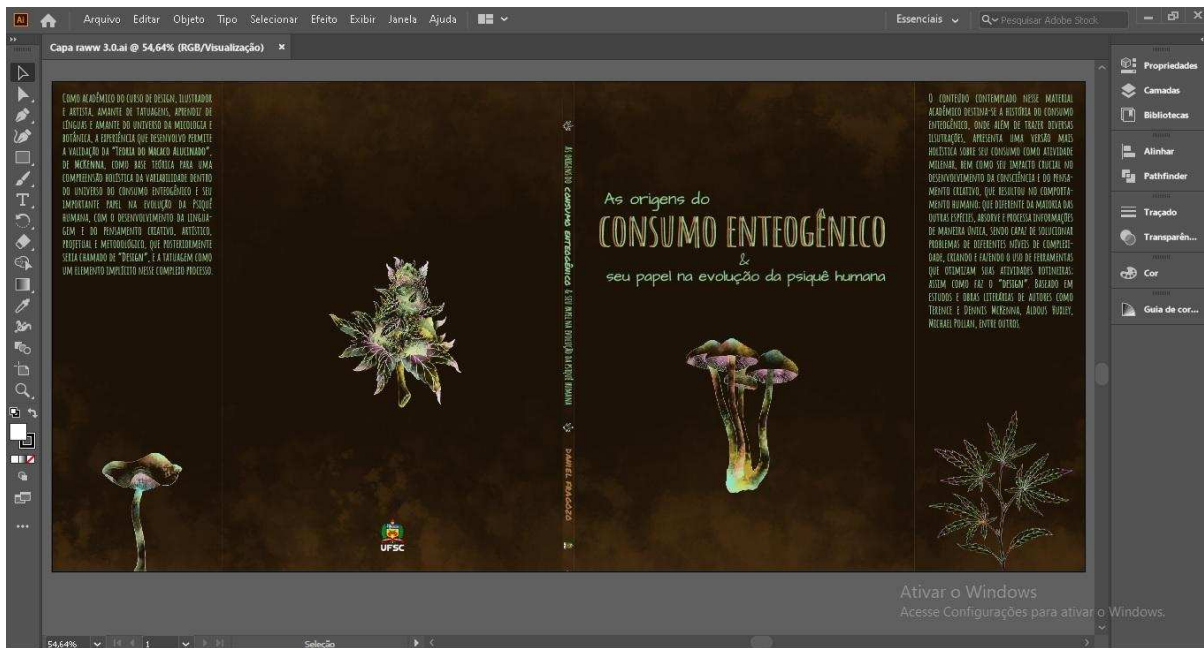 Ai
Arquivo Editar Objeto Tipo Selecionar Efeito Exibir Janela Ajuda
Essenciais
Pesquisar Adobe Stock
Capa raww 3.0.ai @ 54,64% (RGB/Visualização) ×
COMO ACADÊMICO DO CURSO DE DESIGN, ILUSTRADOR
E ARTISTA, AMANTE DE TATUAGENS, APRENDIZ DE
LÍNGUAS E AMANTE DO UNIVERSO DA MICOLOGIA E
BOTÂNICA, A EXPERIÊNCIA QUE DESENVOLVO PERMITE
A VALIDAÇÃO DA "TEORIA DO MACACO ALUCINADO",
DE MCKENNA, COMO BASE TEÓRICA PARA UMA
COMPREENSÃO HOLÍSTICA DA VARIABILIDADE DENTRO
DO UNIVERSO DO CONSUMO ENTEOGÊNICO E SEU
IMPORTANTE PAPEL NA EVOLUÇÃO DA PSIQUÊ
HUMANA, COM O DESENVOLVIMENTO DA LINGUA-
GEM E DO PENSAMENTO CRIATIVO, ARTÍSTICO,
PROJETUAL E METODOLÓGICO, QUE POSTERIORMENTE
SERIA CHAMADO DE "DESIGN", E A TATUAGEM COMO
UM ELEMENTO IMPLÍCITO NESSE COMPLEXO PROCESSO.
UFSC
AS ORIGENS DO CONSUMO ENTEOGÊNICO & SEU PAPEL NA EVOLUÇÃO DA PSIQUÊ HUMANA
DANIEL FRAGOZO
As origens do
CONSUMO ENTEOGÊNICO
&
seu papel na evolução da psiquê humana
O CONTEÚDO CONTEMPLADO NESSE MATERIAL
ACADÊMICO DESTINA-SE A HISTÓRIA DO CONSUMO
ENTEOGÊNICO, ONDE ALÉM DE TRAZER DIVERSAS
ILSUTRAÇÕES, APRESENTA UMA VERSÃO MAIS
HOLÍSTICA SOBRE SEU CONSUMO COMO ATIVIDADE
MILENAR, BEM COMO SEU IMPACTO CRUCIAL NO
DESENVOLVIMENTO DA CONSCIÊNCIA E DO PENSA-
MENTO CRIATIVO, QUE RESULTOU NO COMPORTA-
MENTO HUMANO; QUE DIFERENTE DA MAIORIA DAS
OUTRAS ESPÉCIES, ABSORVE E PROCESSA INFORMAÇÕES
DE MANEIRA ÚNICA, SENDO CAPAZ DE SOLUCIONAR
PROBLEMAS DE DIFERENTES NÍVEIS DE COMPLEXI-
DADE, CRIANDO E FAZENDO O USO DE FERRAMENTAS
QUE OTIMIZAM SUAS ATIVIDADES ROTINEIRAS;
ASSIM COMO FAZ O "DESIGN". BASEADO EM
ESTUDOS E OBRAS LITERÁRIAS DE AUTORES COMO
TERENCE E DENNIS MCKENNA, ALDOUS HUXLEY,
MICHAEL POLLAN, ENTRE OUTROS.
Propriedades
Camadas
Bibliotecas
Alinhar
Pathfinder
Traçado
Transparên...
Cor
Guia de cor...
Ativar o Windows
Acesse Configurações para ativar o Windows.
54,64% 1 Seleção